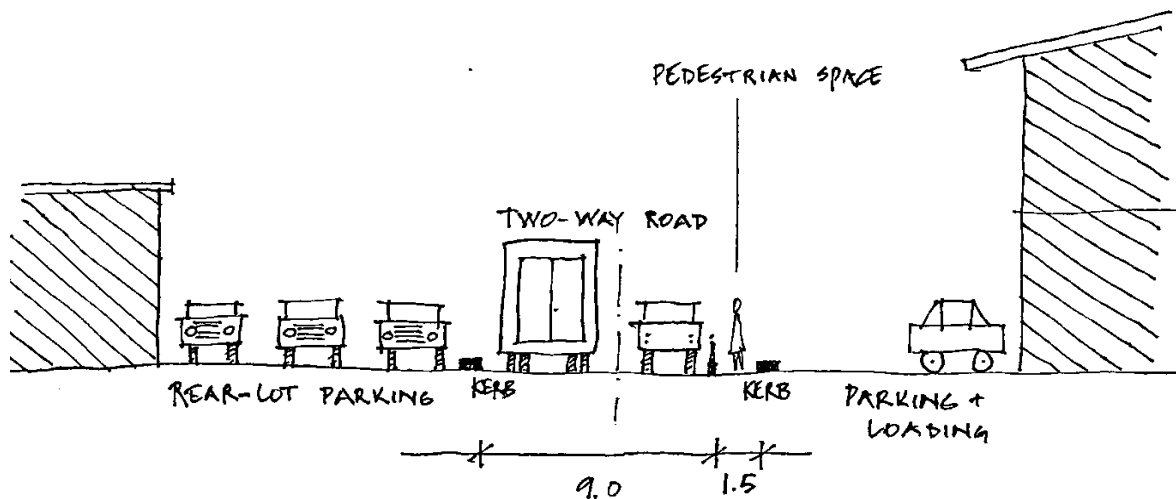 PEDESTRIAN SPACE
TWO-WAY ROAD
REAR-LOT PARKING
KERB
KERB
PARKING +
LOADING
9.0
1.5